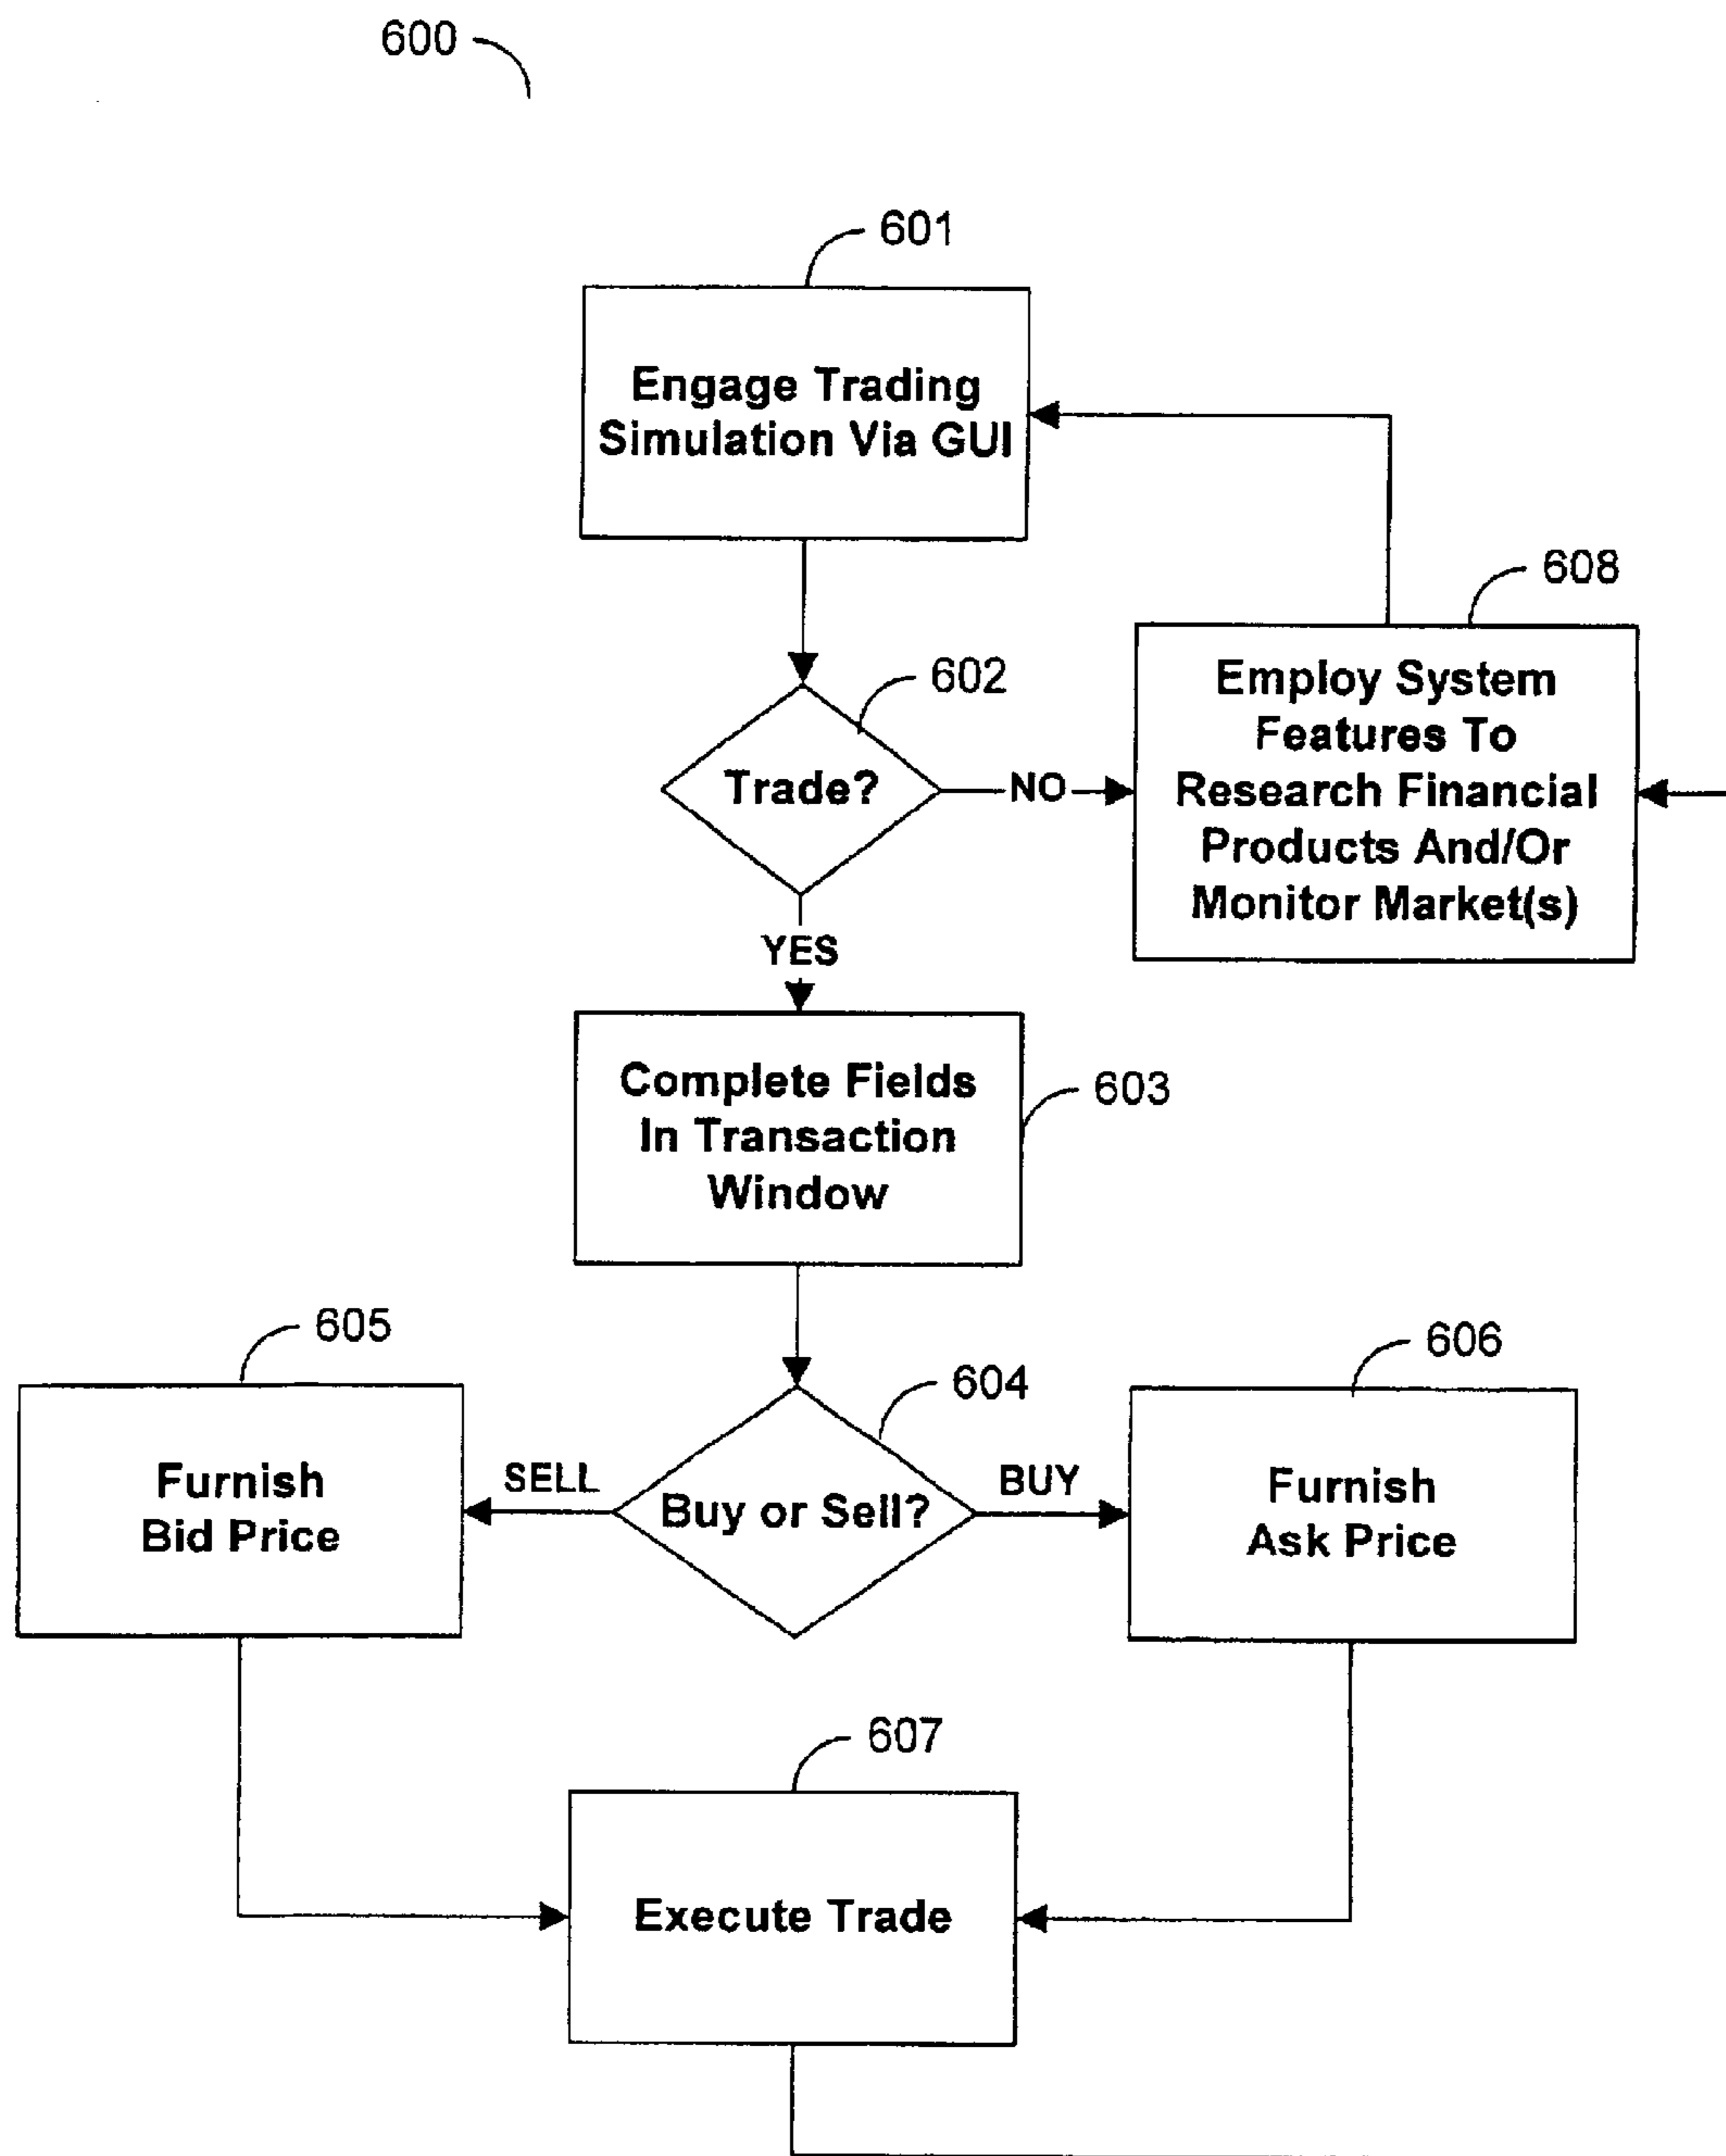 600
601
Engage Trading
Simulation Via GUI
608
602
Employ System
Features To
Research Financial
Products And/Or
Monitor Market(s)
Trade?
NO
YES
Complete Fields
In Transaction
Window
603
605
606
604
Furnish
Bid Price
SELL
Buy or Sell?
BUY
Furnish
Ask Price
607
Execute Trade